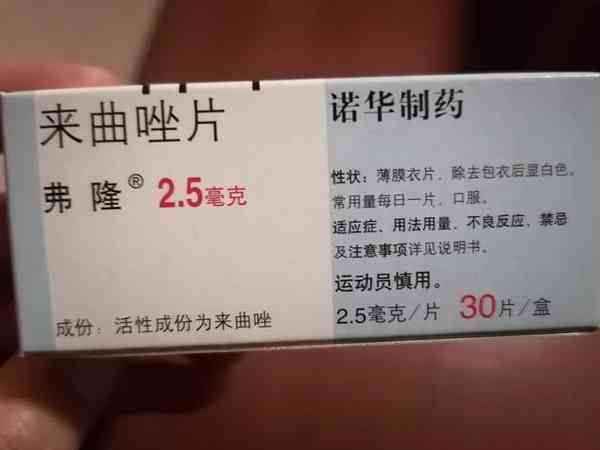 来曲唑片
弗隆® 2.5毫克
成份：活性成份为来曲唑
诺华制药
性状：薄膜衣片，除去包衣后显白色。
常用量每日一片，口服。
适应症、用法用量、不良反应、禁忌
及注意事项详见说明书。
运动员慎用。
2.5毫克/片 30片/盒